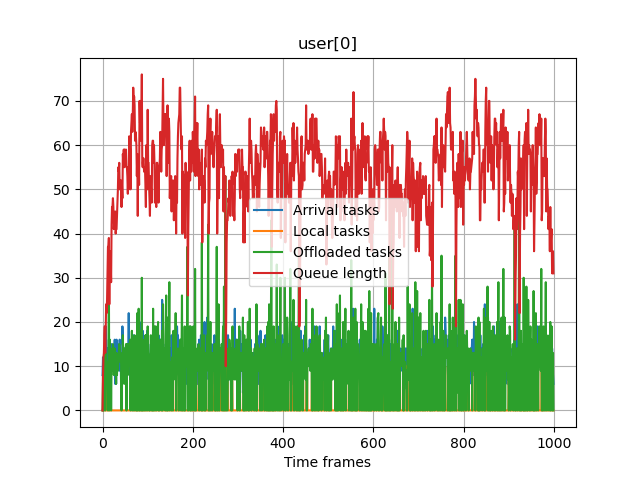 user[0]
70
60
50
40
30
20
10
0
Arrival tasks
Local tasks
Offloaded tasks
Queue length
0 200 400 600 800 1000
Time frames